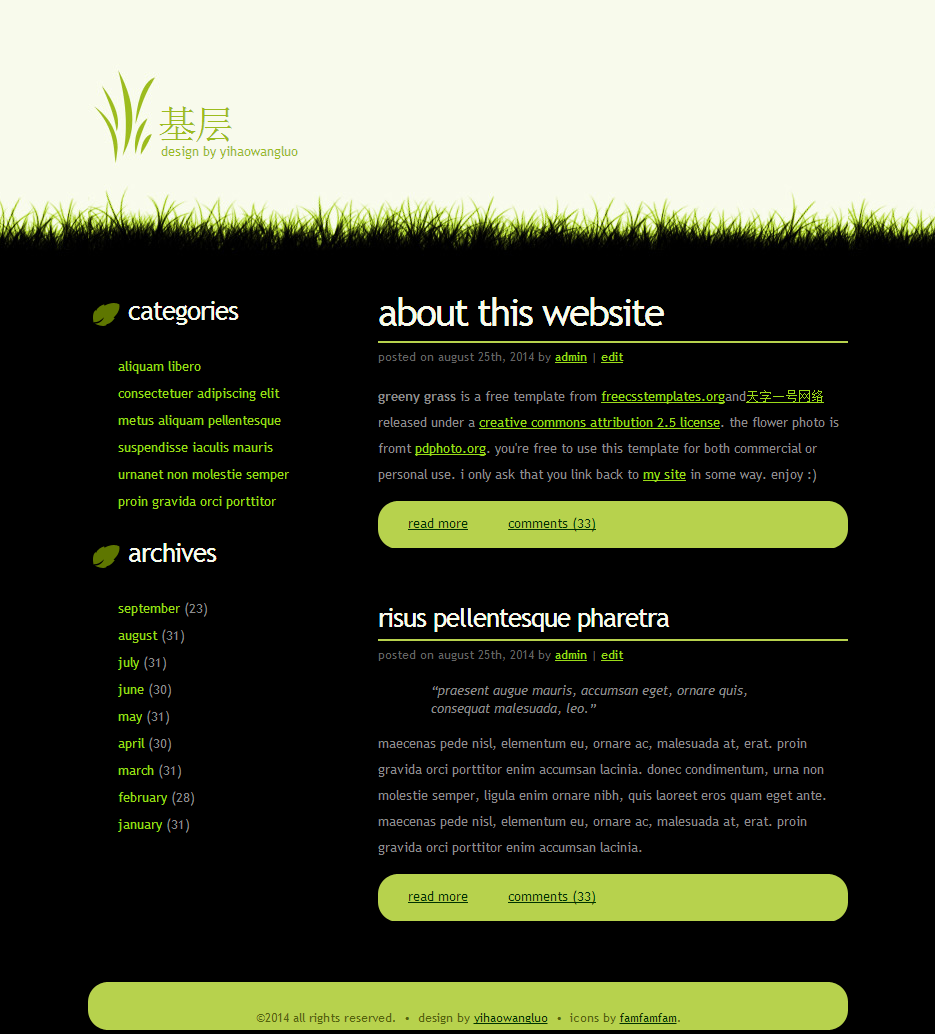 基层
design by yihaowangluo
categories
aliquam libero
consectetuer adipiscing elit
metus aliquam pellentesque
suspendisse iaculis mauris
urnanet non molestie semper
proin gravida orci porttitor
archives
september (23)
august (31)
july (31)
june (30)
may (31)
april (30)
march (31)
february (28)
january (31)
about this website
posted on august 25th, 2014 by admin | edit
greeny grass is a free template from freecsstemplates.organd天字一号网络
released under a creative commons attribution 2.5 license. the flower photo is
fromt pdphoto.org. you're free to use this template for both commercial or
personal use. i only ask that you link back to my site in some way. enjoy :)
read more comments (33)
risus pellentesque pharetra
posted on august 25th, 2014 by admin | edit
“praesent augue mauris, accumsan eget, ornare quis,
consequat malesuada, leo.”
maecenas pede nisl, elementum eu, ornare ac, malesuada at, erat. proin
gravida orci porttitor enim accumsan lacinia. donec condimentum, urna non
molestie semper, ligula enim ornare nibh, quis laoreet eros quam eget ante.
maecenas pede nisl, elementum eu, ornare ac, malesuada at, erat. proin
gravida orci porttitor enim accumsan lacinia.
read more comments (33)
©2014 all rights reserved. • design by yihaowangluo • icons by famfamfam.